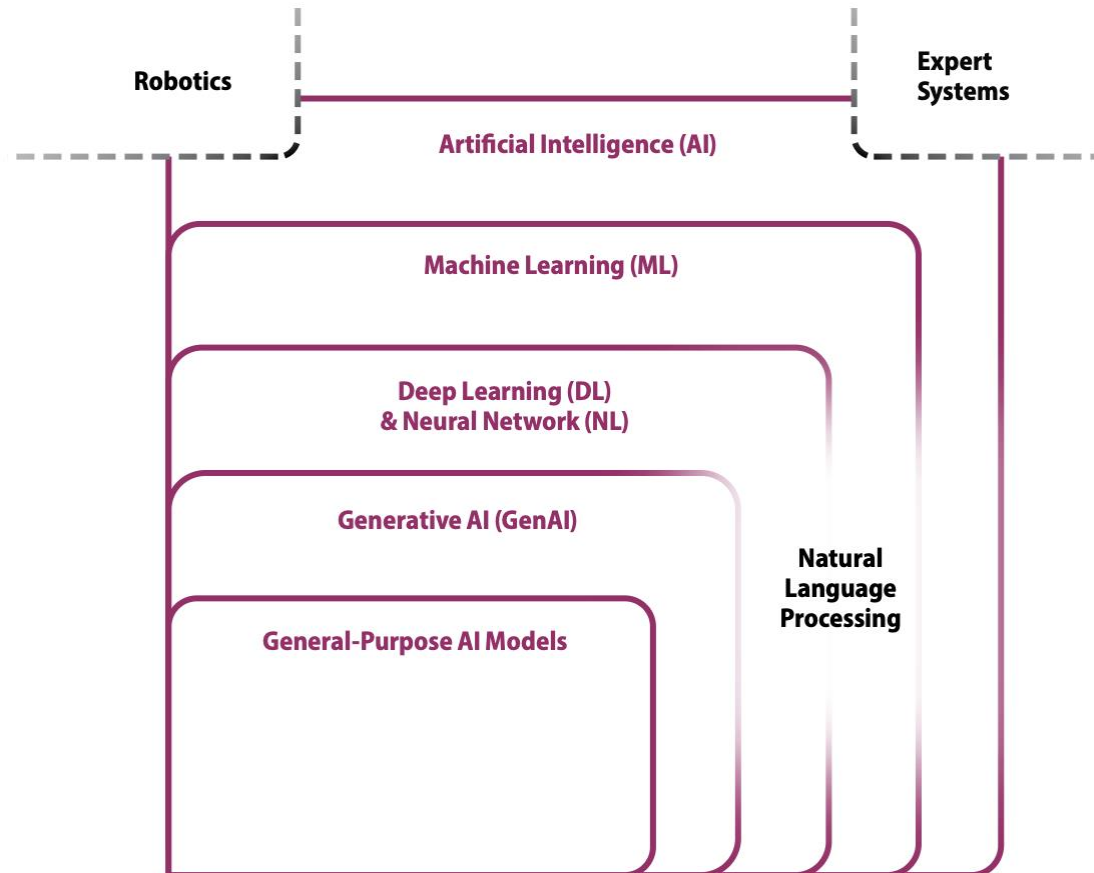 Robotics
Expert
Systems
Artificial Intelligence (AI)
Machine Learning (ML)
Deep Learning (DL)
& Neural Network (NL)
Generative AI (GenAI)
Natural
Language
Processing
General-Purpose AI Models